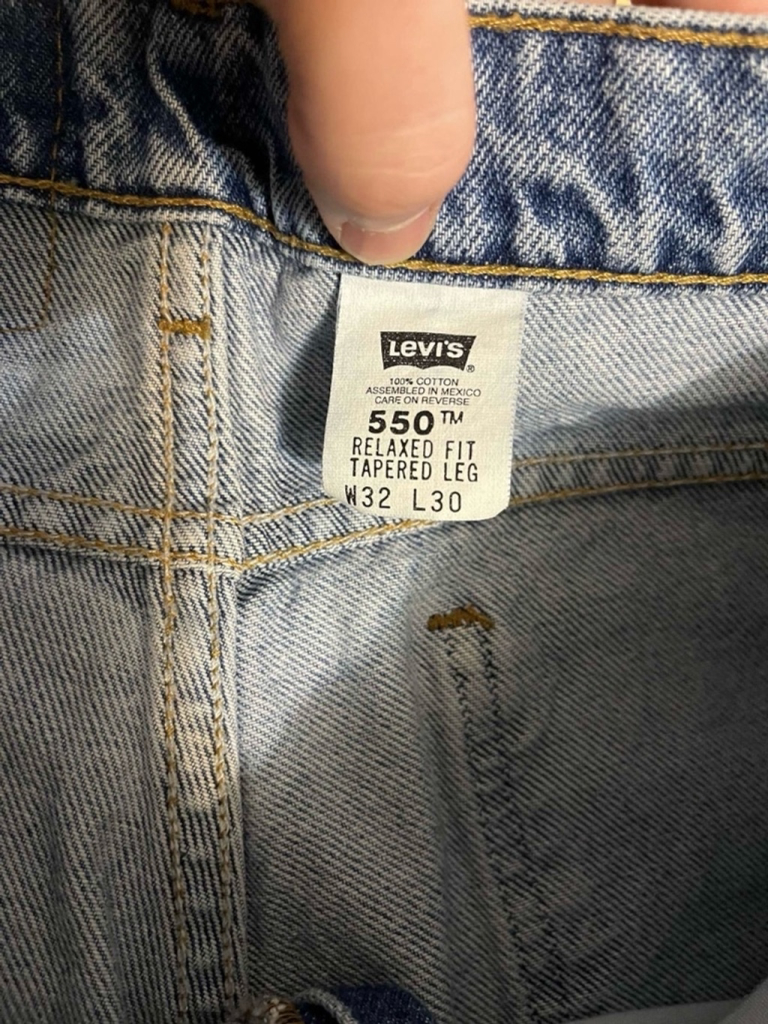 Levi's®
100% COTTON
ASSEMBLED IN MEXICO
CARE ON REVERSE
550™
RELAXED FIT
TAPERED LEG
W32 L30